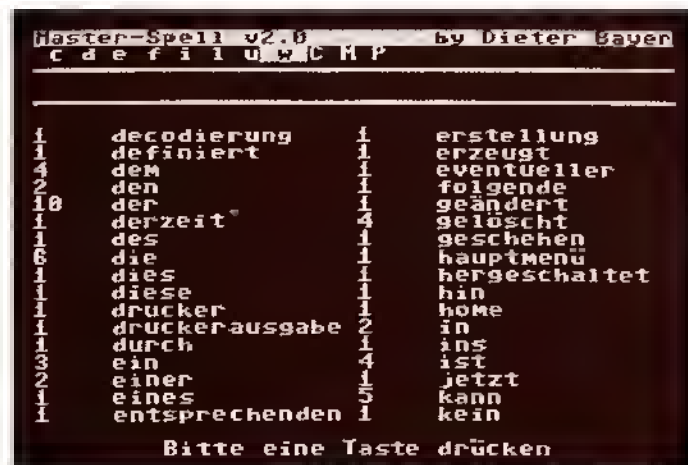 Master-Spell v2.0 by Dieter Bayer
c d e f i l u w C M P
1 decodierung 1 erstellung
1 definiert 1 erzeugt
4 dem 1 eventueller
2 den 1 folgende
10 der 1 geändert
1 derzeit 4 gelöscht
1 des 1 geschehen
6 die 1 hauptmenü
1 dies 1 hergeschaltet
1 diese 1 hin
1 drucker 1 home
1 druckerausgabe 2 in
1 durch 1 ins
3 ein 4 ist
2 einer 1 jetzt
1 eines 5 kann
1 entsprechenden 1 kein
Bitte eine Taste drücken